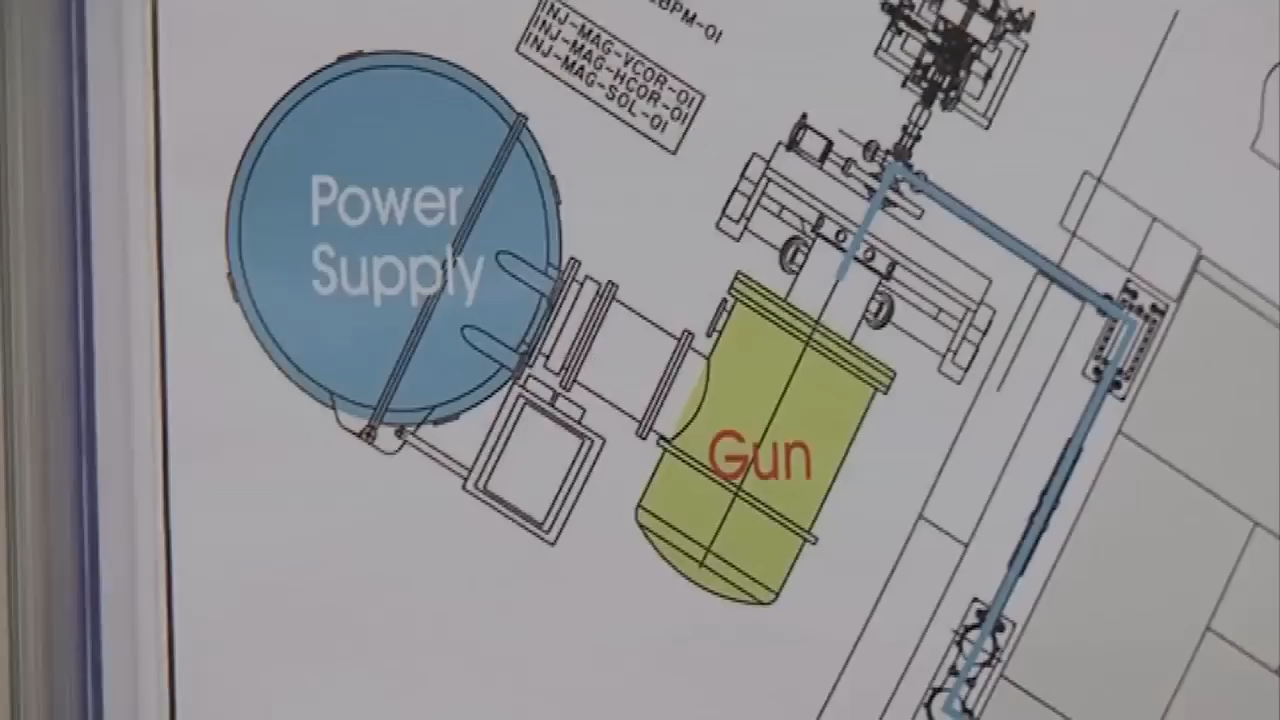 BPM-01
INJ-MAG-VCOR-01
INJ-MAG-HCOR-01
INJ-MAG-SOL-01
Power
Supply
Gun